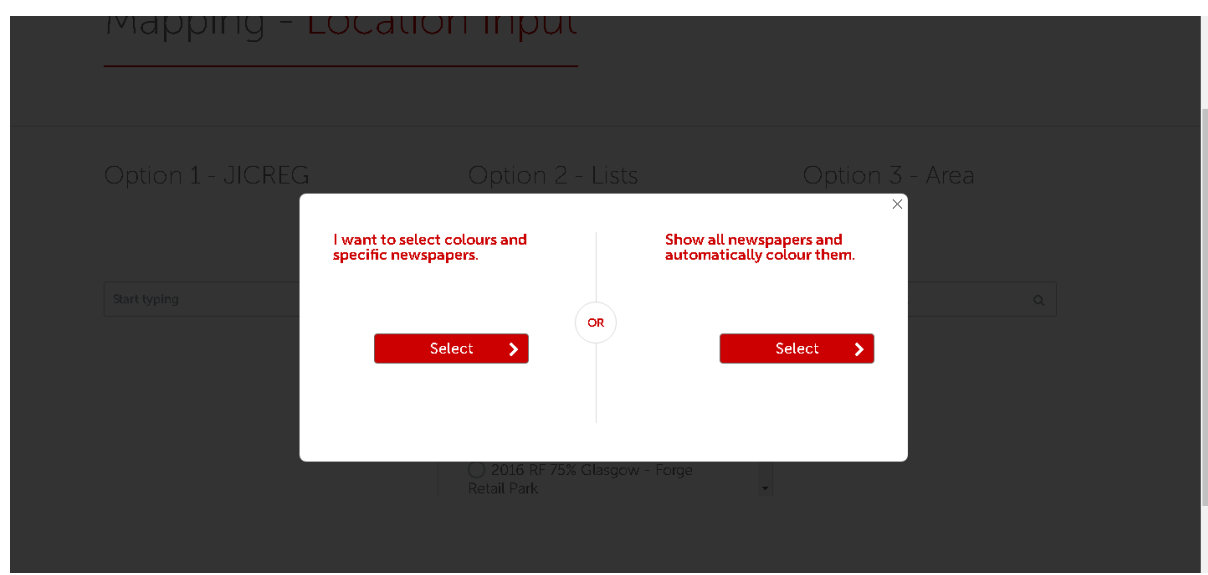 Mapping - Location Input
Option 1 - JICREG
Option 2 - Lists
Option 3 - Area
I want to select colours and
specific newspapers.
Show all newspapers and
automatically colour them.
Start typing
OR
Select
Select
2016 RF 75% Glasgow - Forge
Retail Park